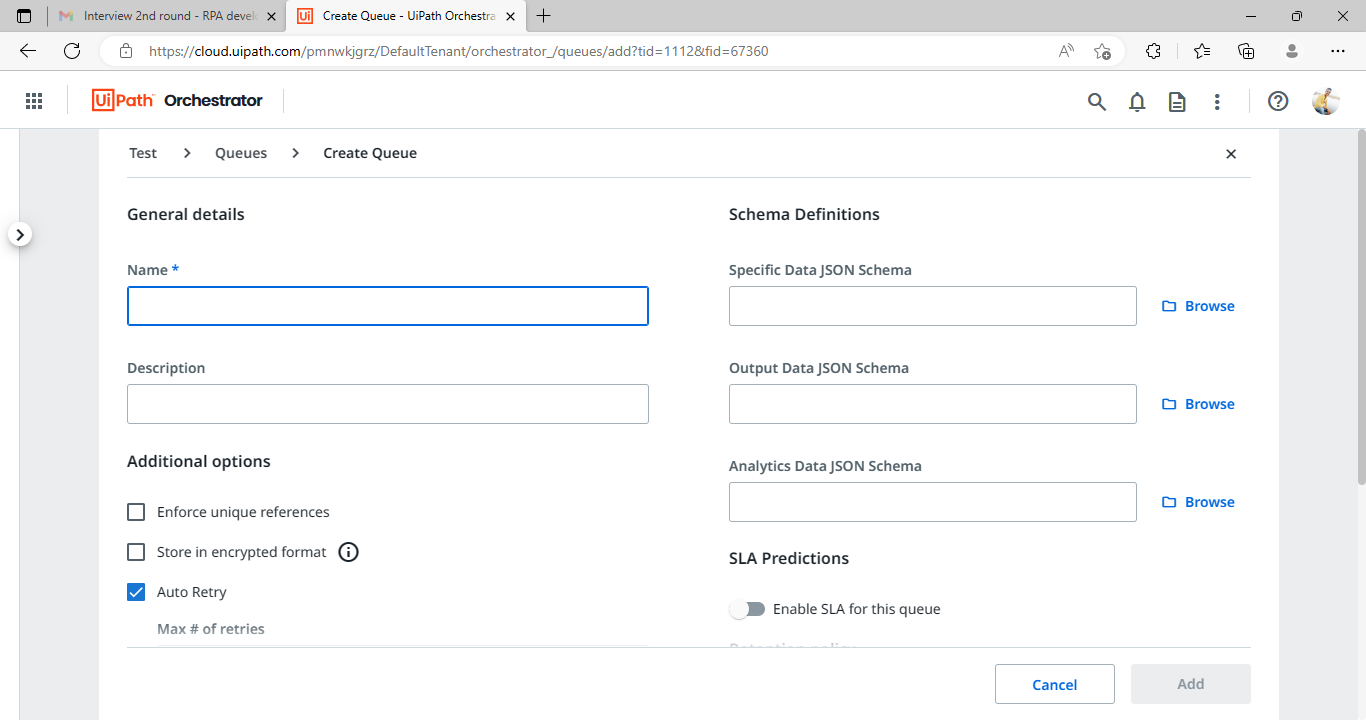 Interview 2nd round - RPA devel
Create Queue - UiPath Orchestra
https://cloud.uipath.com/pmnwkjgrz/DefaultTenant/orchestrator_/queues/add?tid=1112&fid=67360
UiPath Orchestrator
Test > Queues > Create Queue
General details
Name *
Description
Additional options
Enforce unique references
Store in encrypted format
Auto Retry
Max # of retries
Schema Definitions
Specific Data JSON Schema
Browse
Output Data JSON Schema
Browse
Analytics Data JSON Schema
Browse
SLA Predictions
Enable SLA for this queue
Retention policy
Cancel
Add